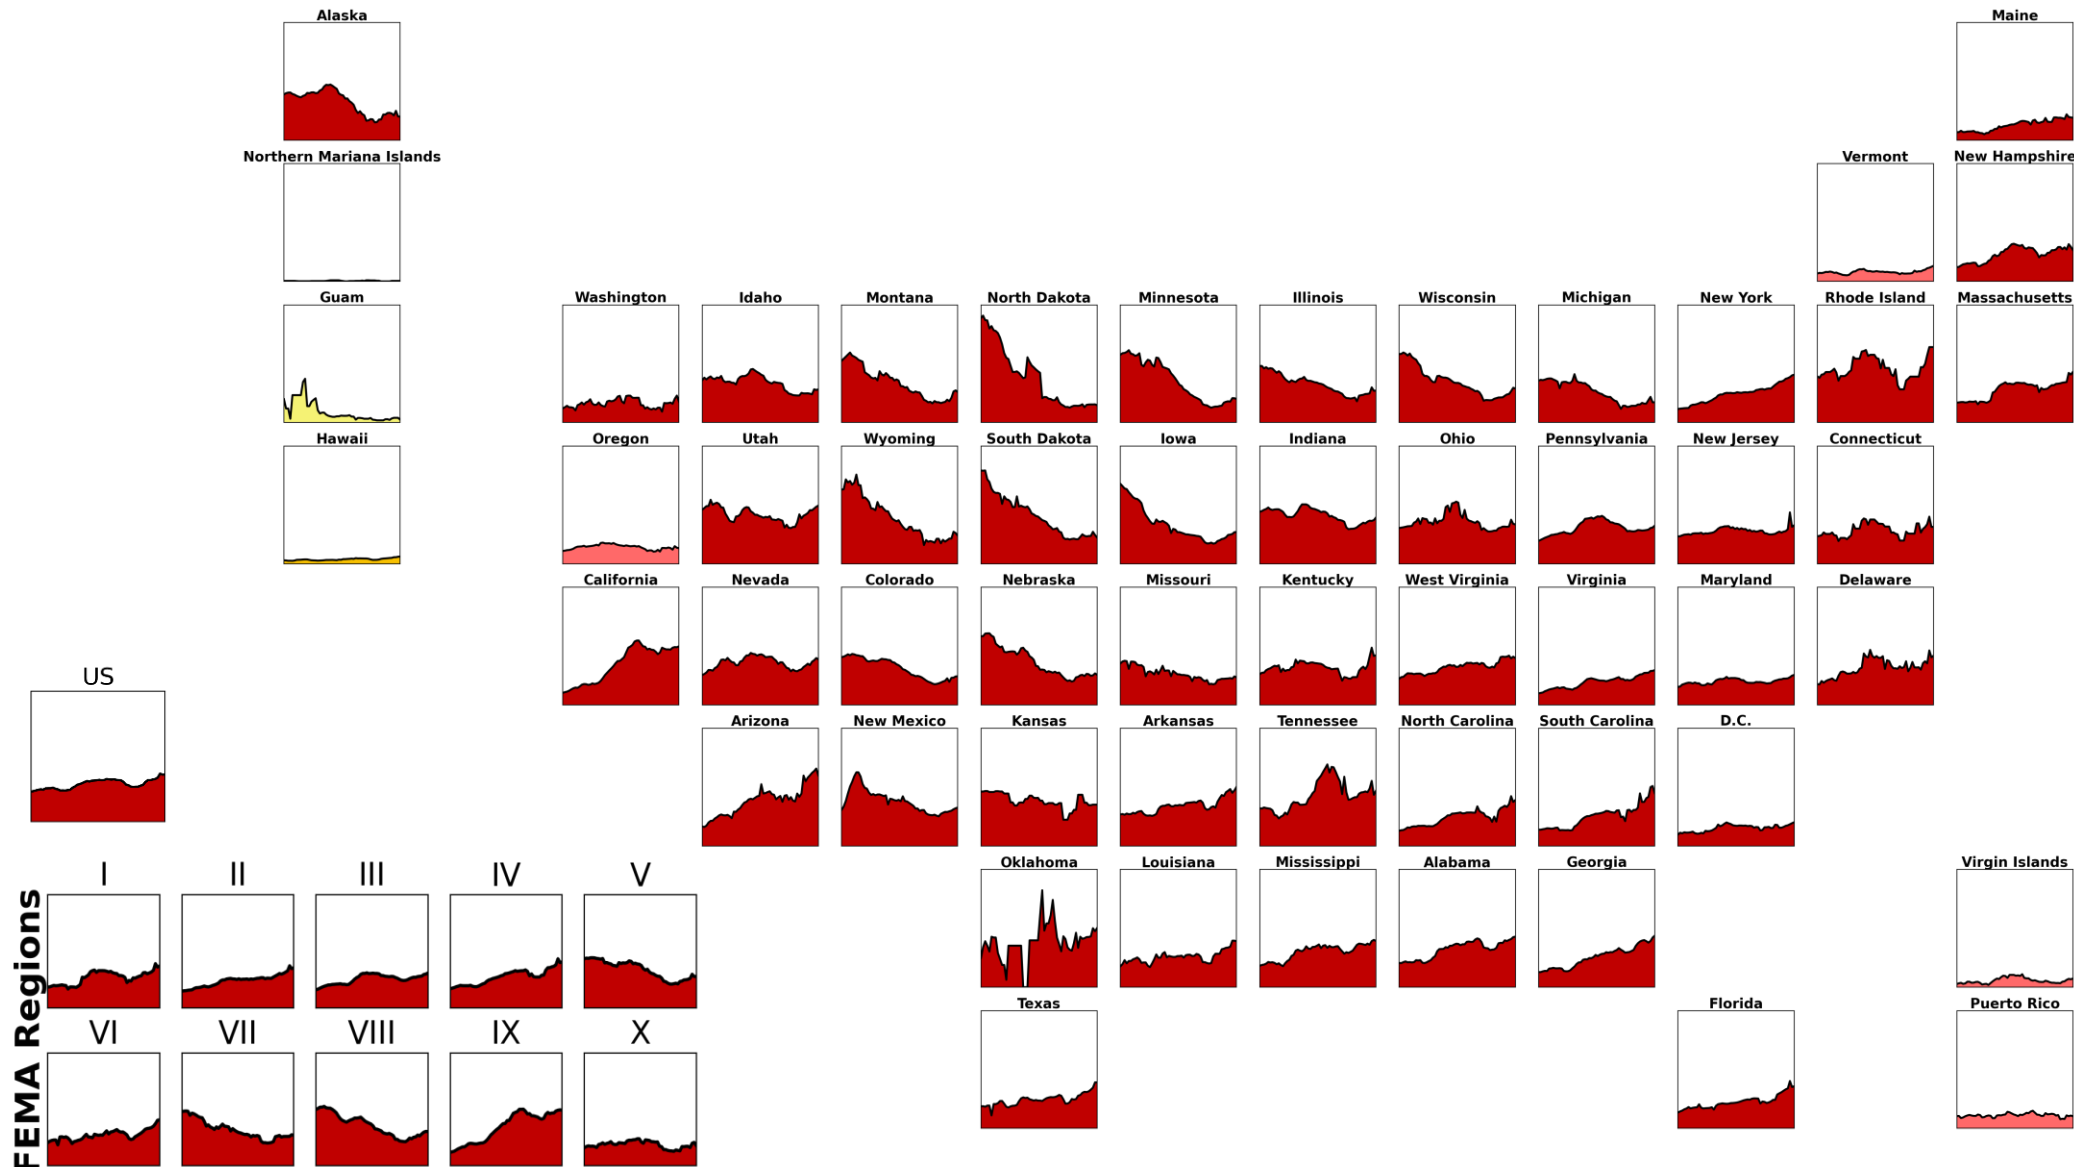 Alaska
Maine
Northern Mariana Islands
Vermont
New Hampshire
Guam
Washington
Idaho
Montana
North Dakota
Minnesota
Illinois
Wisconsin
Michigan
New York
Rhode Island
Massachusetts
Hawaii
Oregon
Utah
Wyoming
South Dakota
Iowa
Indiana
Ohio
Pennsylvania
New Jersey
Connecticut
California
Nevada
Colorado
Nebraska
Missouri
Kentucky
West Virginia
Virginia
Maryland
Delaware
US
Arizona
New Mexico
Kansas
Arkansas
Tennessee
North Carolina
South Carolina
D.C.
Oklahoma
Louisiana
Mississippi
Alabama
Georgia
Virgin Islands
Texas
Florida
Puerto Rico
FEMA Regions
I
II
III
IV
V
VI
VII
VIII
IX
X